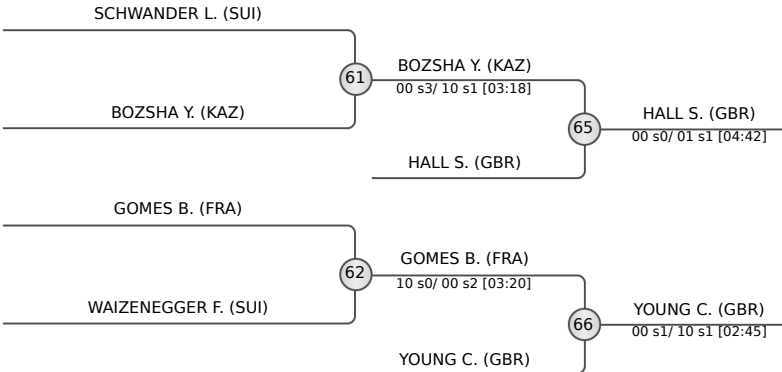 SCHWANDER L. (SUI)
61
BOZSHA Y. (KAZ)
00 s3/ 10 s1 [03:18]
BOZSHA Y. (KAZ)
65
HALL S. (GBR)
00 s0/ 01 s1 [04:42]
HALL S. (GBR)
GOMES B. (FRA)
62
GOMES B. (FRA)
10 s0/ 00 s2 [03:20]
WAIZENEGGER F. (SUI)
66
YOUNG C. (GBR)
00 s1/ 10 s1 [02:45]
YOUNG C. (GBR)